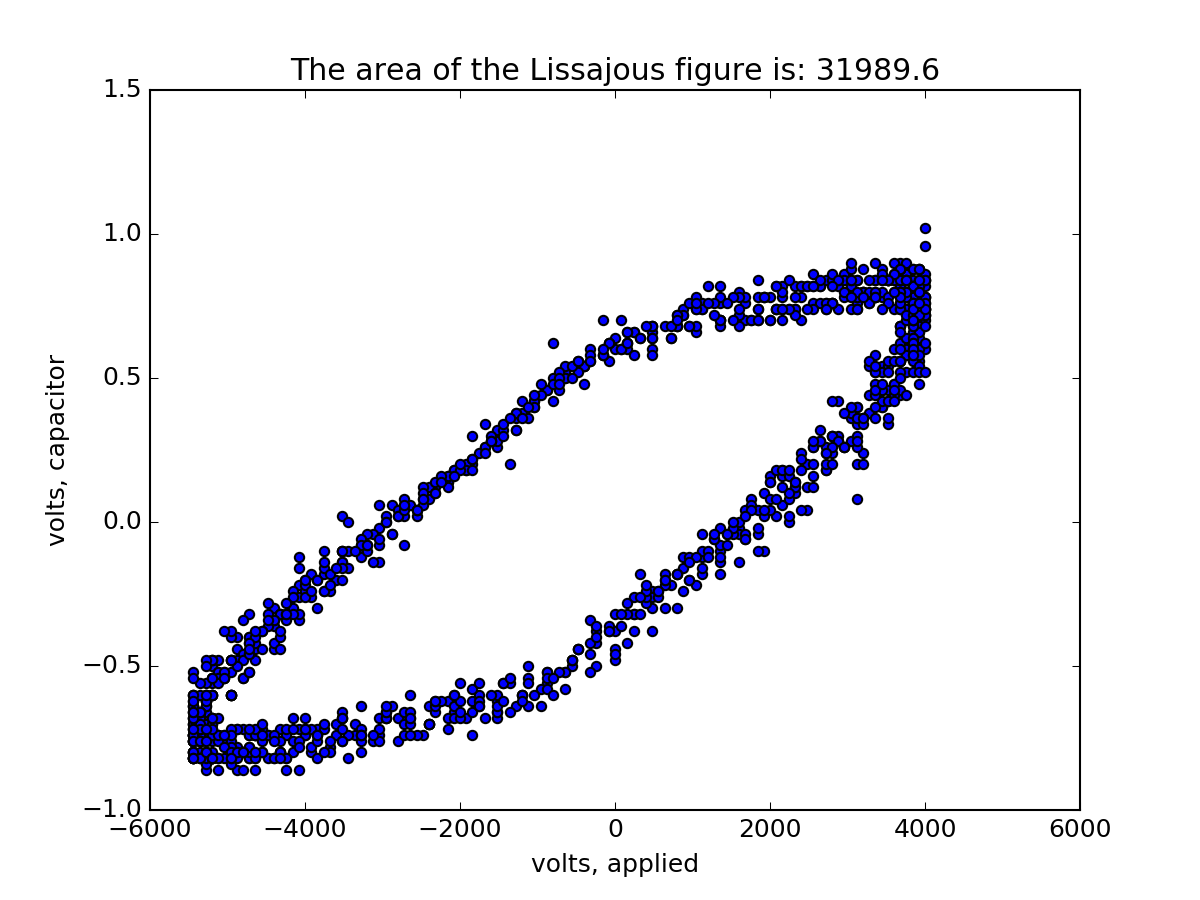 The area of the Lissajous figure is: 31989.6
1.5
1.0
0.5
0.0
−0.5
−1.0
volts, capacitor
−6000 −4000 −2000 0 2000 4000 6000
volts, applied